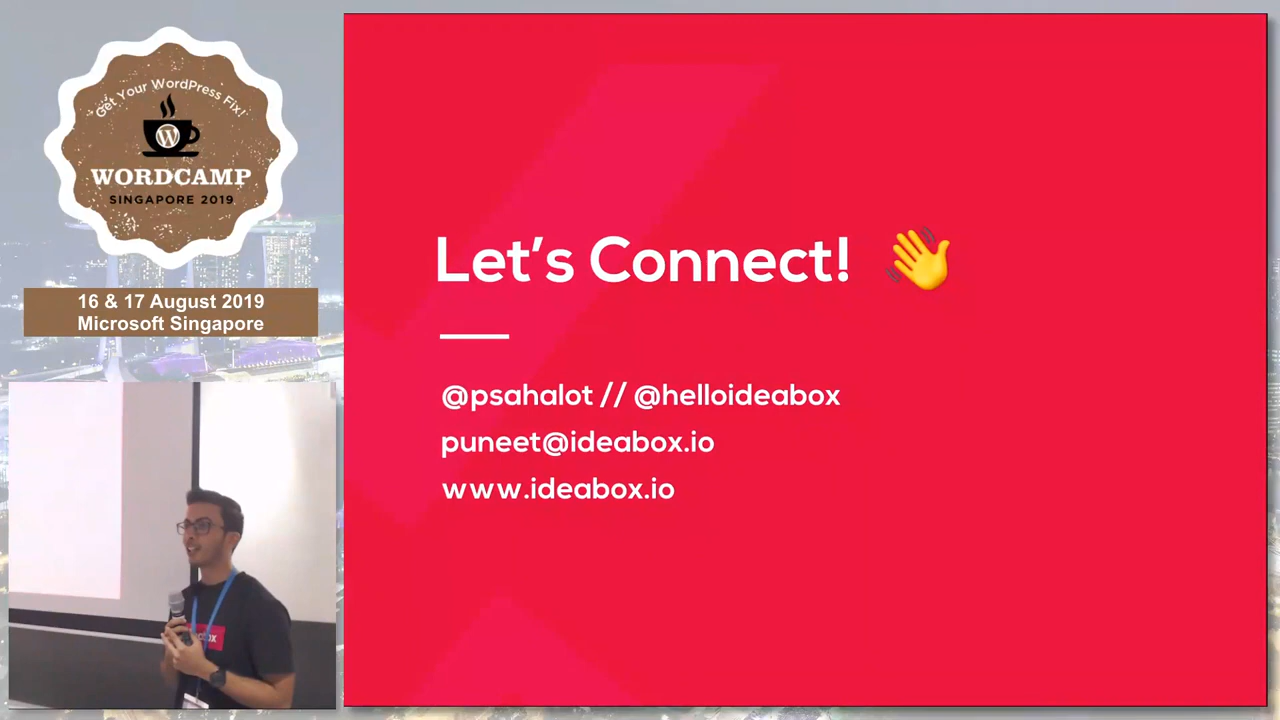 Get Your WordPress Fix!
WORDCAMP
SINGAPORE 2019
16 & 17 August 2019
Microsoft Singapore
Let's Connect! 👋
@psahalot // @helloideabox
puneet@ideabox.io
www.ideabox.io